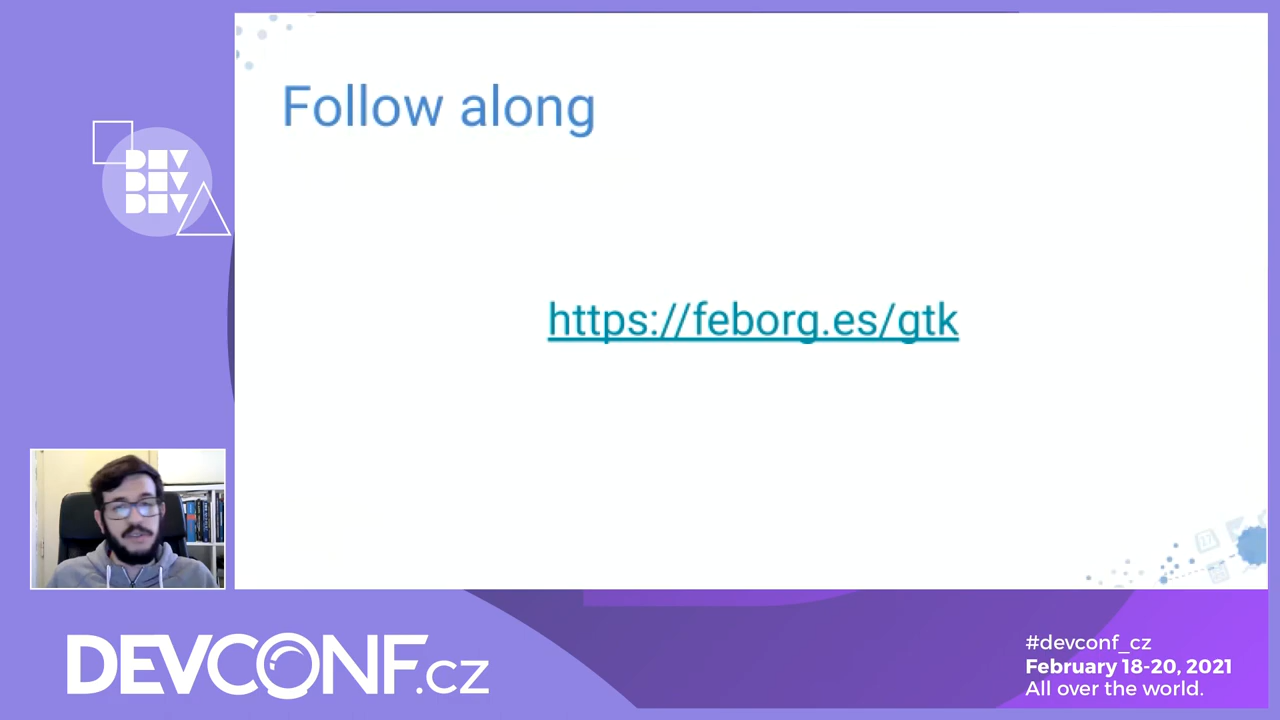 Follow along
https://feborg.es/gtk
DEV
DEV
DEV
DEVCONF.cz
#devconf_cz
February 18-20, 2021
All over the world.